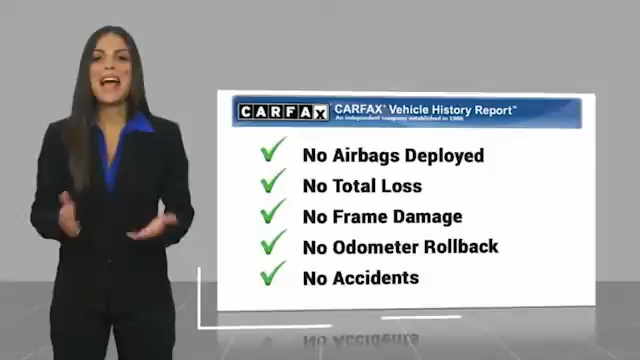 CARFAX CARFAX® Vehicle History Report™
An independent company established in 1986
No Airbags Deployed
No Total Loss
No Frame Damage
No Odometer Rollback
No Accidents